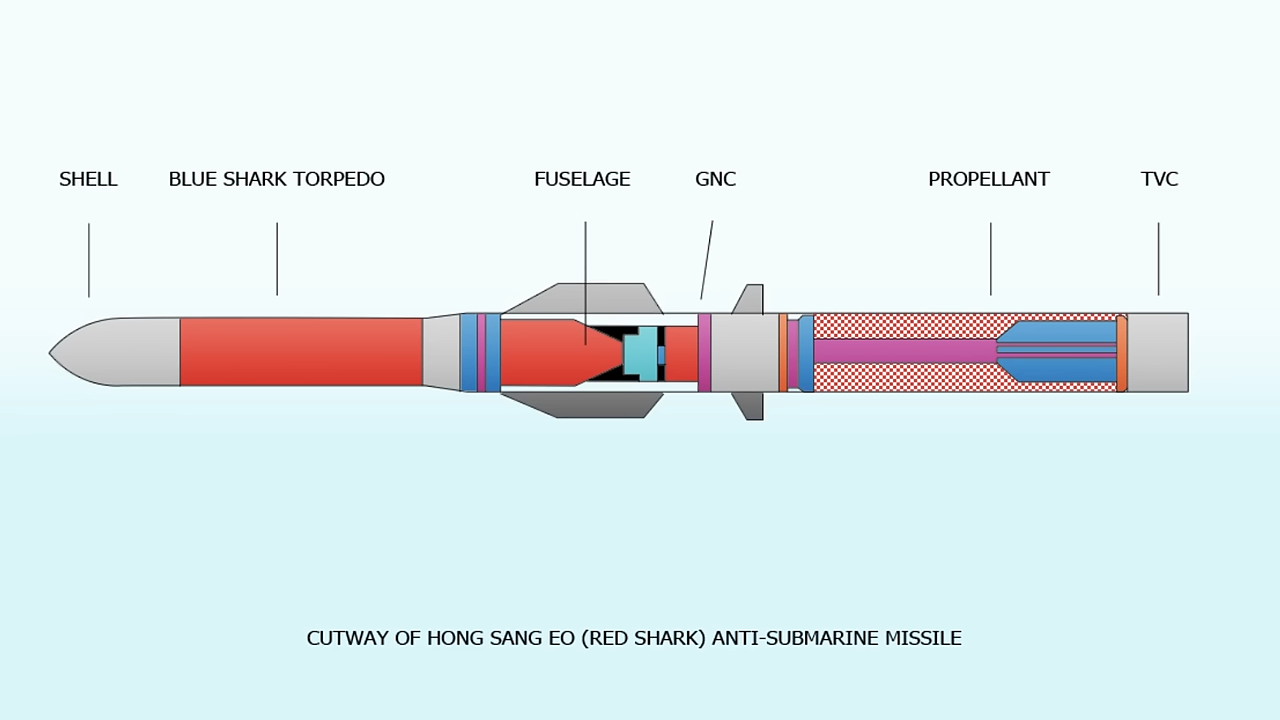 SHELL
BLUE SHARK TORPEDO
FUSELAGE
GNC
PROPELLANT
TVC
CUTWAY OF HONG SANG EO (RED SHARK) ANTI-SUBMARINE MISSILE